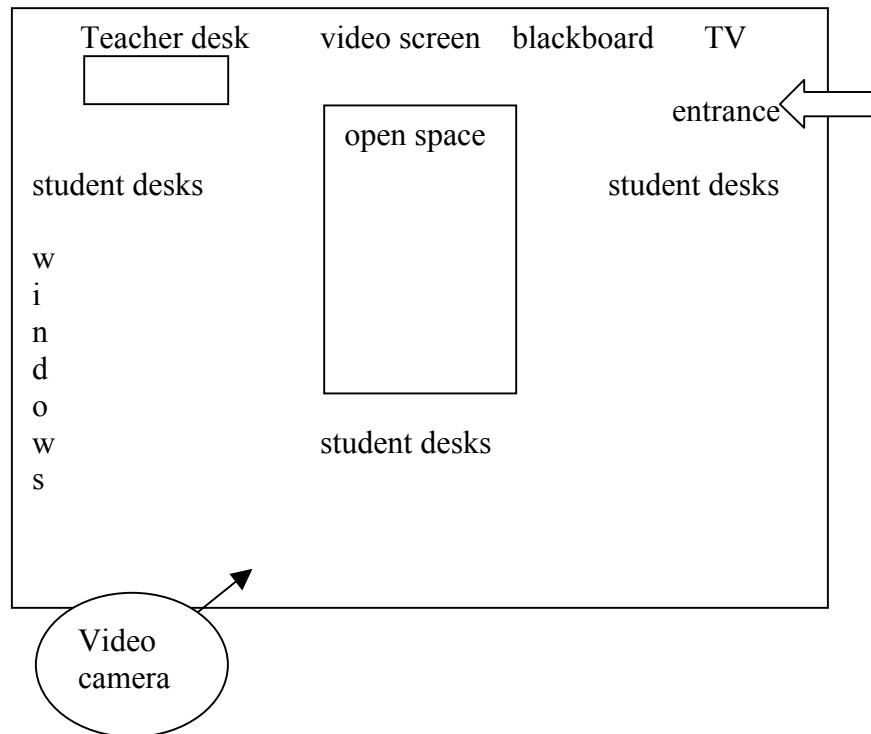 Teacher desk video screen blackboard TV
entrance
open space
student desks student desks
w
i
n
d
o
w
s
student desks
Video
camera